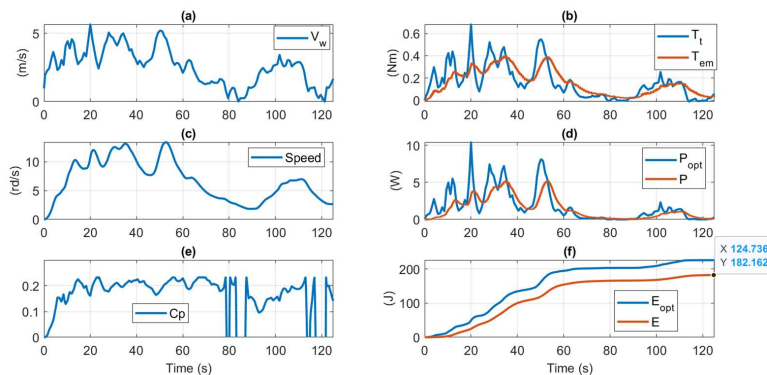 (a)
(m/s)
5
0
V_w
0 20 40 60 80 100 120
(b)
(Nm)
0.6
0.4
0.2
0
T_t
T_em
0 20 40 60 80 100 120
(c)
(rd/s)
10
5
0
Speed
0 20 40 60 80 100 120
(d)
(W)
10
5
0
P_opt
P
0 20 40 60 80 100 120
(e)
0.2
0.1
0
Cp
0 20 40 60 80 100 120
Time (s)
(f)
(J)
200
100
0
E_opt
E
X 124.736
Y 182.162
0 20 40 60 80 100 120
Time (s)